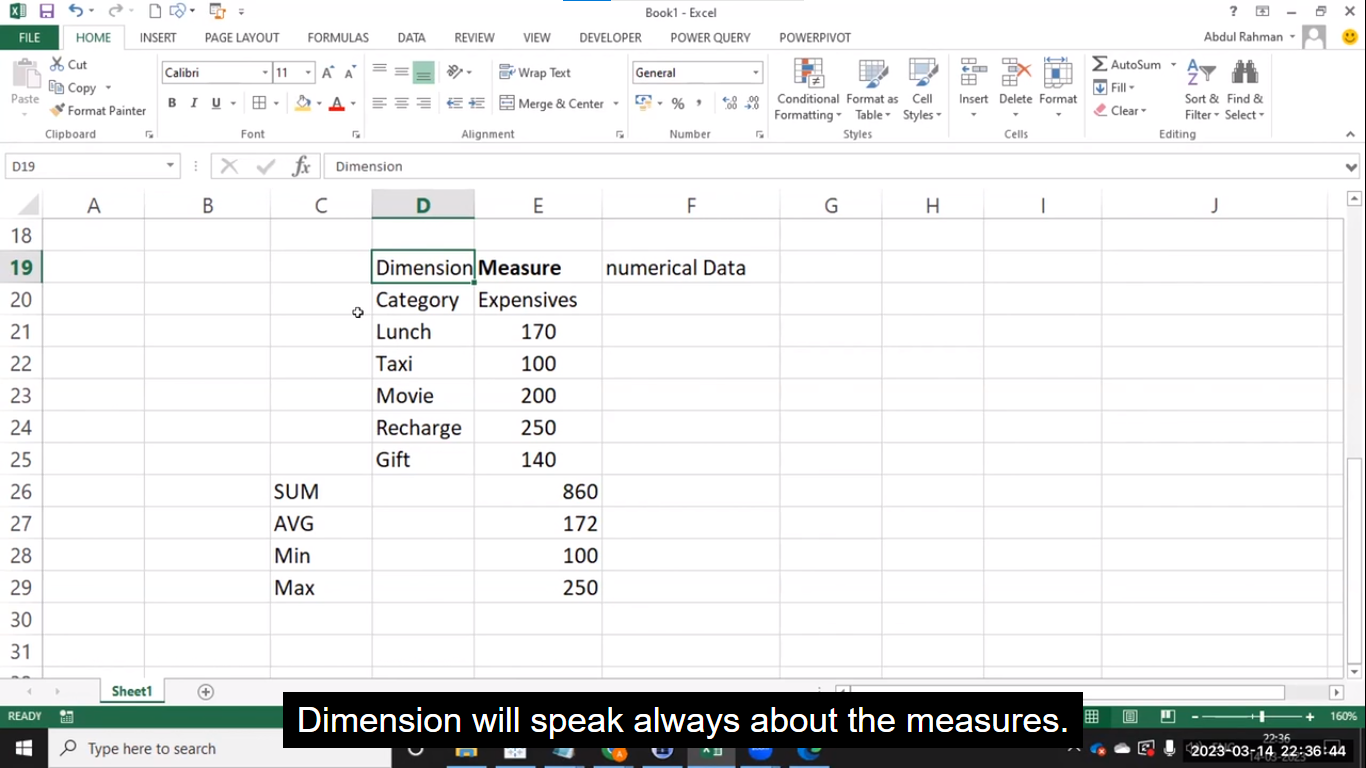 Book1 - Excel
?
FILE HOME INSERT PAGE LAYOUT FORMULAS DATA REVIEW VIEW DEVELOPER POWER QUERY POWERPIVOT Abdul Rahman
Paste Cut Copy Format Painter
Calibri 11
B I U
Wrap Text
Merge & Center
General
%
Conditional Formatting
Format as Table
Cell Styles
Insert Delete Format
AutoSum
Fill
Clear
Sort & Filter
Find & Select
Clipboard Font Alignment Number Styles Cells Editing
D19 fx Dimension
A B C D E F G H I J
18
19 Dimension Measure numerical Data
20 Category Expensives
21 Lunch 170
22 Taxi 100
23 Movie 200
24 Recharge 250
25 Gift 140
26 SUM 860
27 AVG 172
28 Min 100
29 Max 250
30
31
Sheet1
READY 160%
Dimension will speak always about the measures.
Type here to search
22:36
2023-03-14 22:36:44